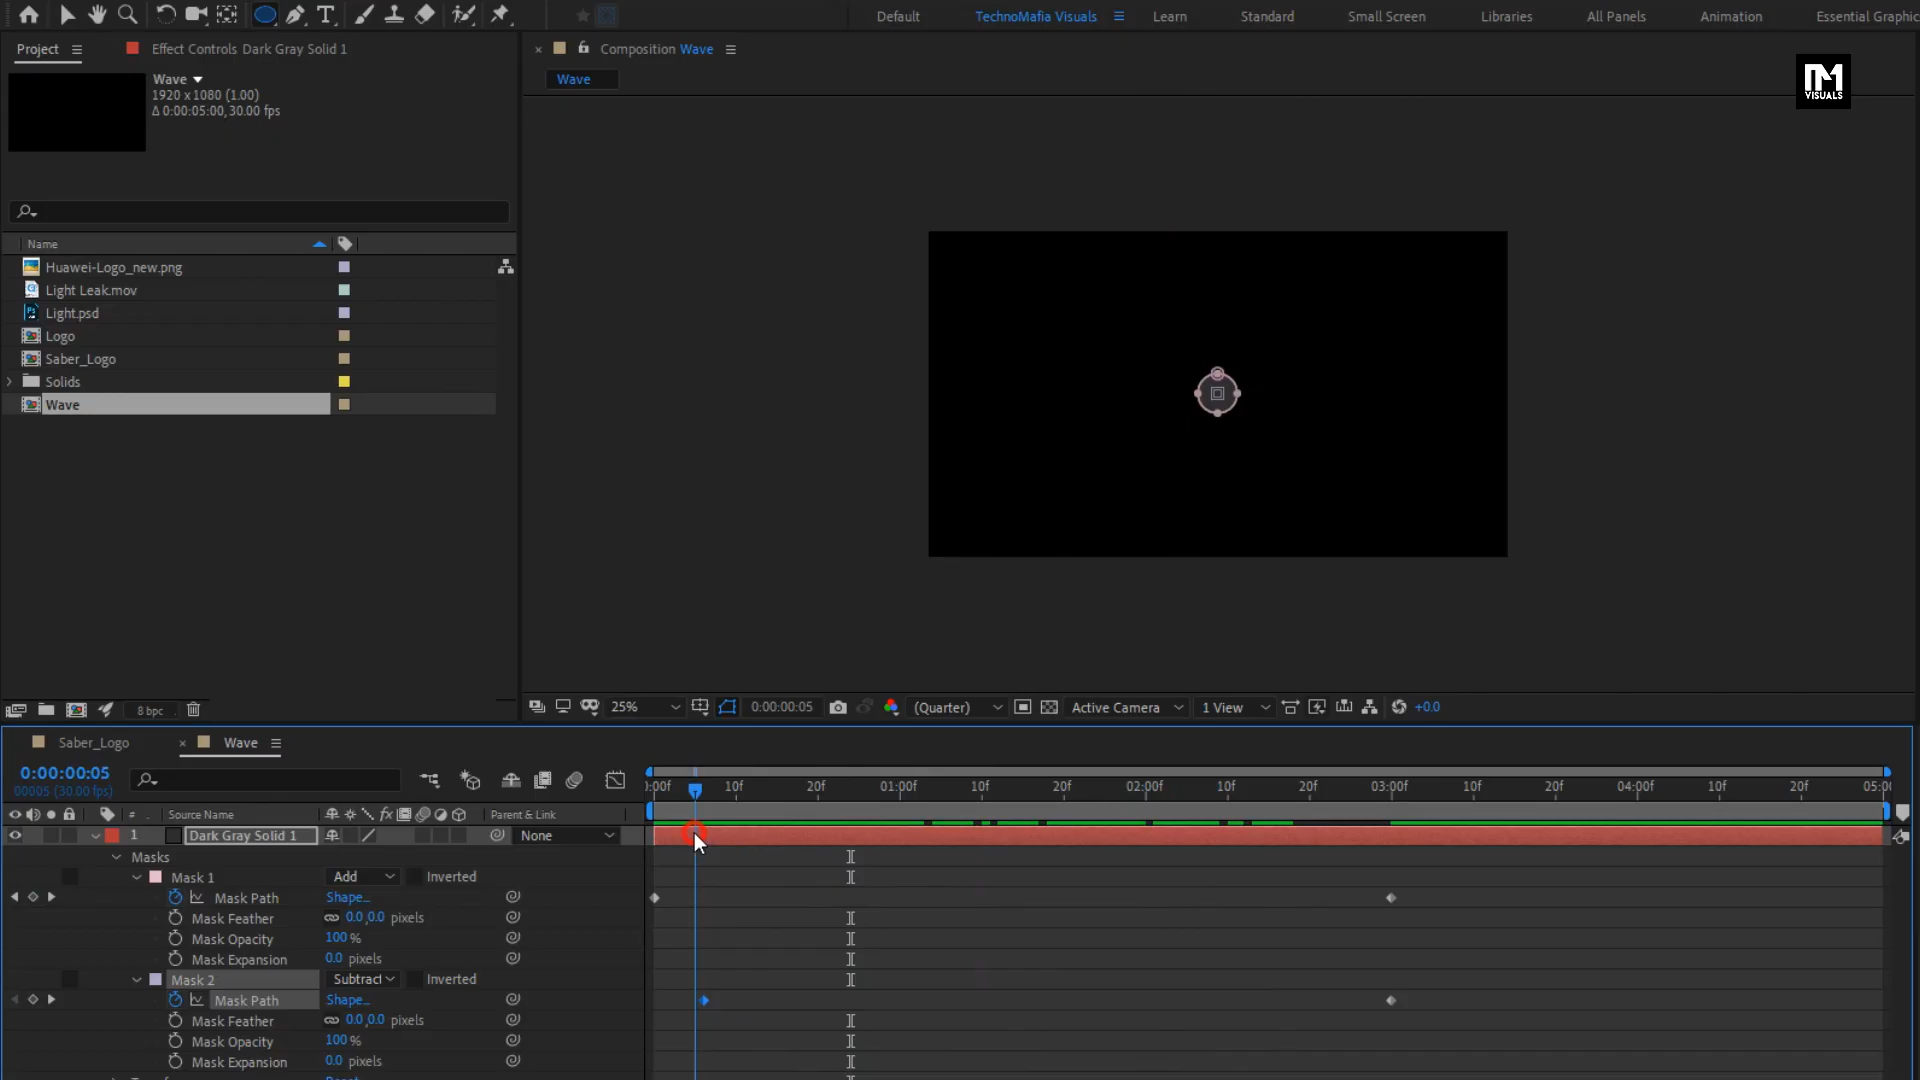 Default
TechnoMafia Visuals
Learn
Standard
Small Screen
Libraries
All Panels
Animation
Essential Graphic
Project
Effect Controls Dark Gray Solid 1
Composition Wave
Wave
1920 x 1080 (1.00)
Δ 0:00:05:00, 30.00 fps
Wave
VISUALS
Name
Huawei-Logo_new.png
Light Leak.mov
Light.psd
Logo
Saber_Logo
Solids
Wave
8 bpc
25%
0:00:00:05
(Quarter)
Active Camera
1 View
+0.0
Saber_Logo
Wave
0:00:00:05
00005 (30.00 fps)
:00f
10f
20f
01:00f
10f
20f
02:00f
10f
20f
03:00f
10f
20f
04:00f
10f
20f
05:0
# . Source Name
Parent & Link
1 Dark Gray Solid 1
None
Masks
Mask 1
Add
Inverted
Mask Path
Shape...
Mask Feather
0.0,0.0 pixels
Mask Opacity
100 %
Mask Expansion
0.0 pixels
Mask 2
Subtract
Inverted
Mask Path
Shape...
Mask Feather
0.0,0.0 pixels
Mask Opacity
100 %
Mask Expansion
0.0 pixels